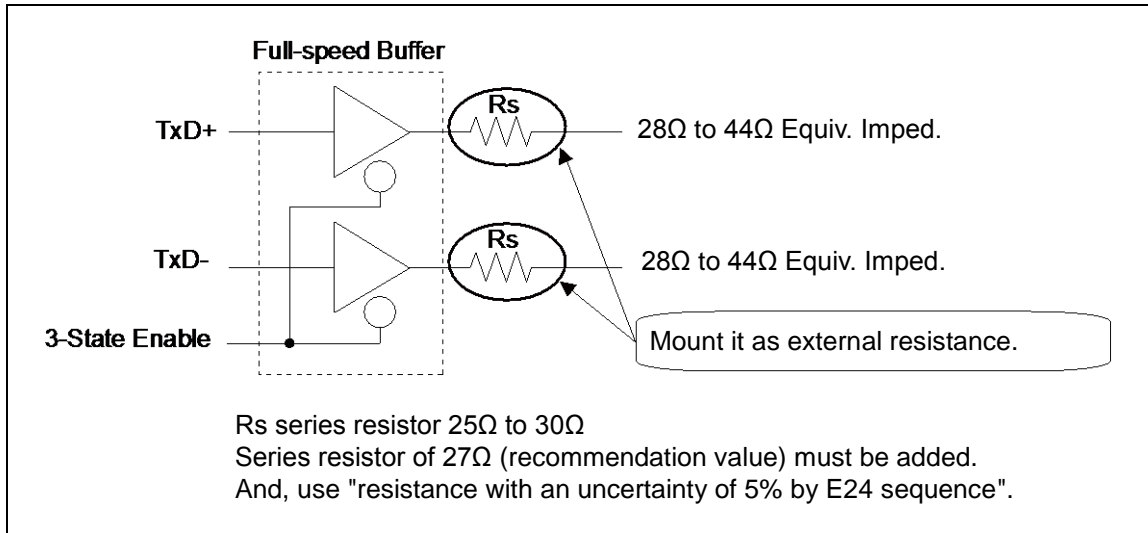 Full-speed Buffer
Rs
TxD+
28Ω to 44Ω Equiv. Imped.
Rs
TxD-
28Ω to 44Ω Equiv. Imped.
3-State Enable
Mount it as external resistance.
Rs series resistor 25Ω to 30Ω
Series resistor of 27Ω (recommendation value) must be added.
And, use "resistance with an uncertainty of 5% by E24 sequence".